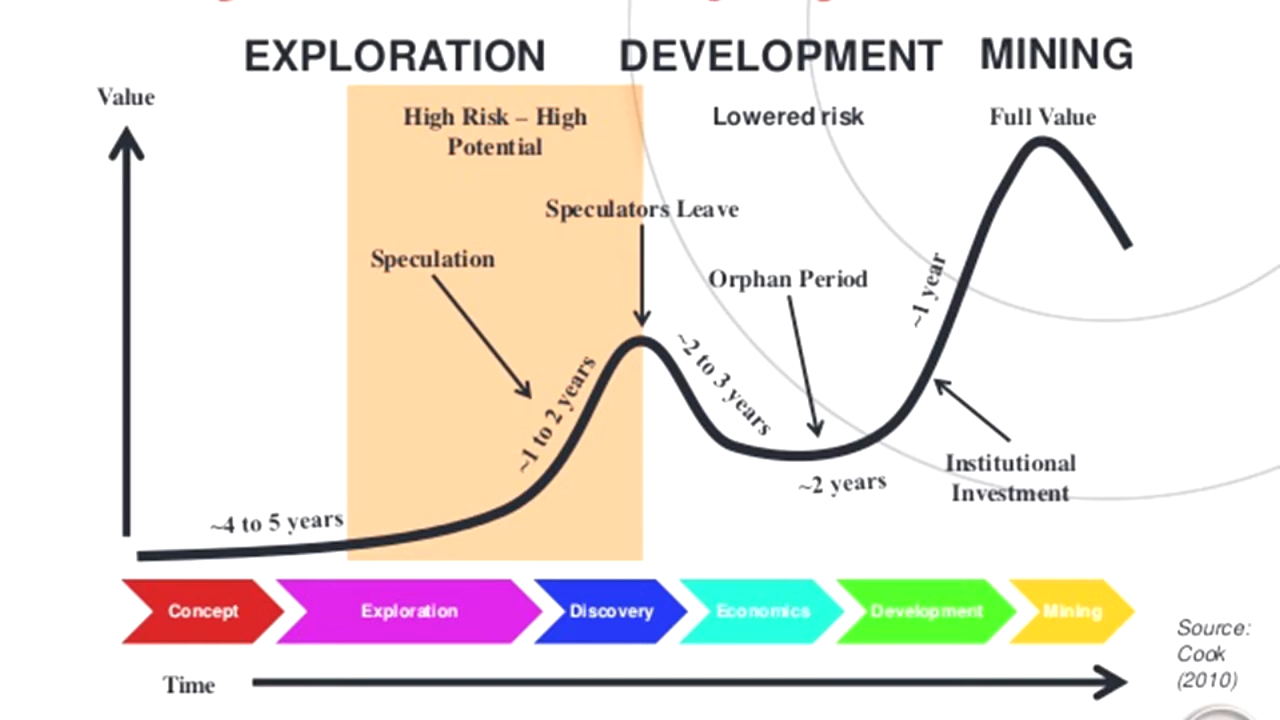 EXPLORATION DEVELOPMENT MINING
Value
High Risk – High
Potential
Lowered risk
Full Value
Speculators Leave
Speculation
Orphan Period
~1 year
~2 to 3 years
~1 to 2 years
Institutional
Investment
~2 years
~4 to 5 years
Concept
Exploration
Discovery
Economics
Development
Mining
Time
Source:
Cook
(2010)